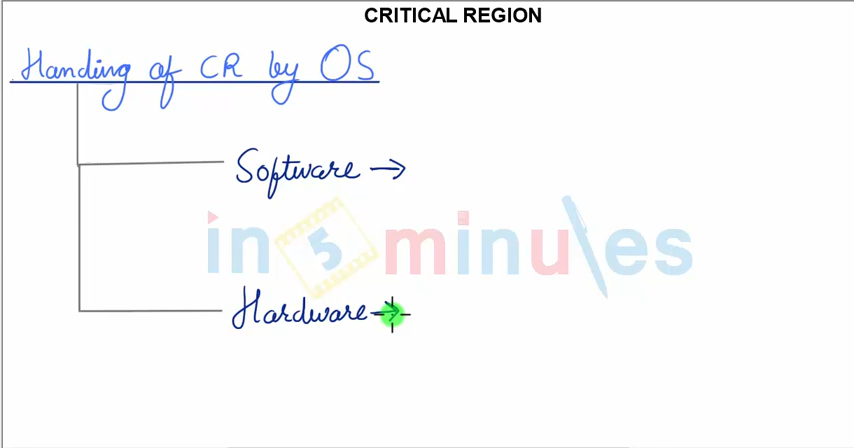 CRITICAL REGION
Handing of CR by OS
Software →
in 5 minutes
Hardware →